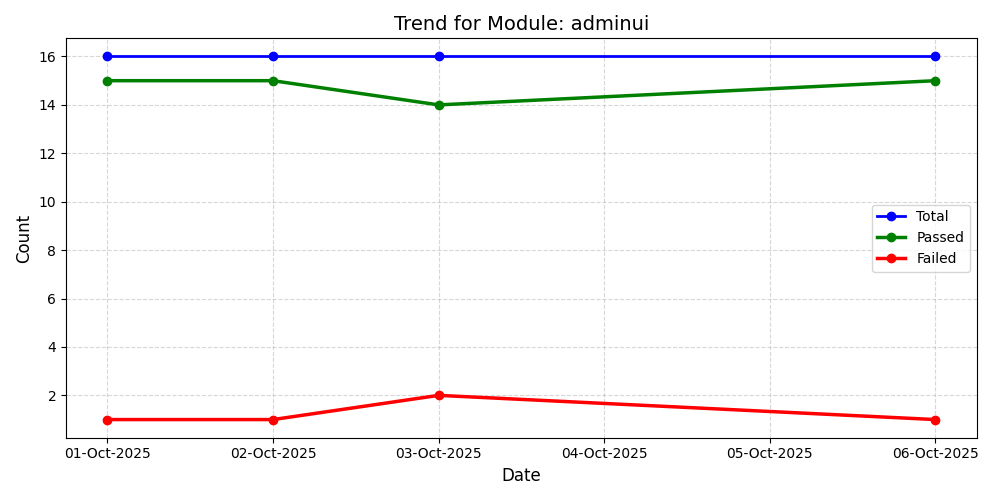 Trend for Module: adminui
16
14
12
10
8
6
4
2
Count
Total
Passed
Failed
01-Oct-2025 02-Oct-2025 03-Oct-2025 04-Oct-2025 05-Oct-2025 06-Oct-2025
Date